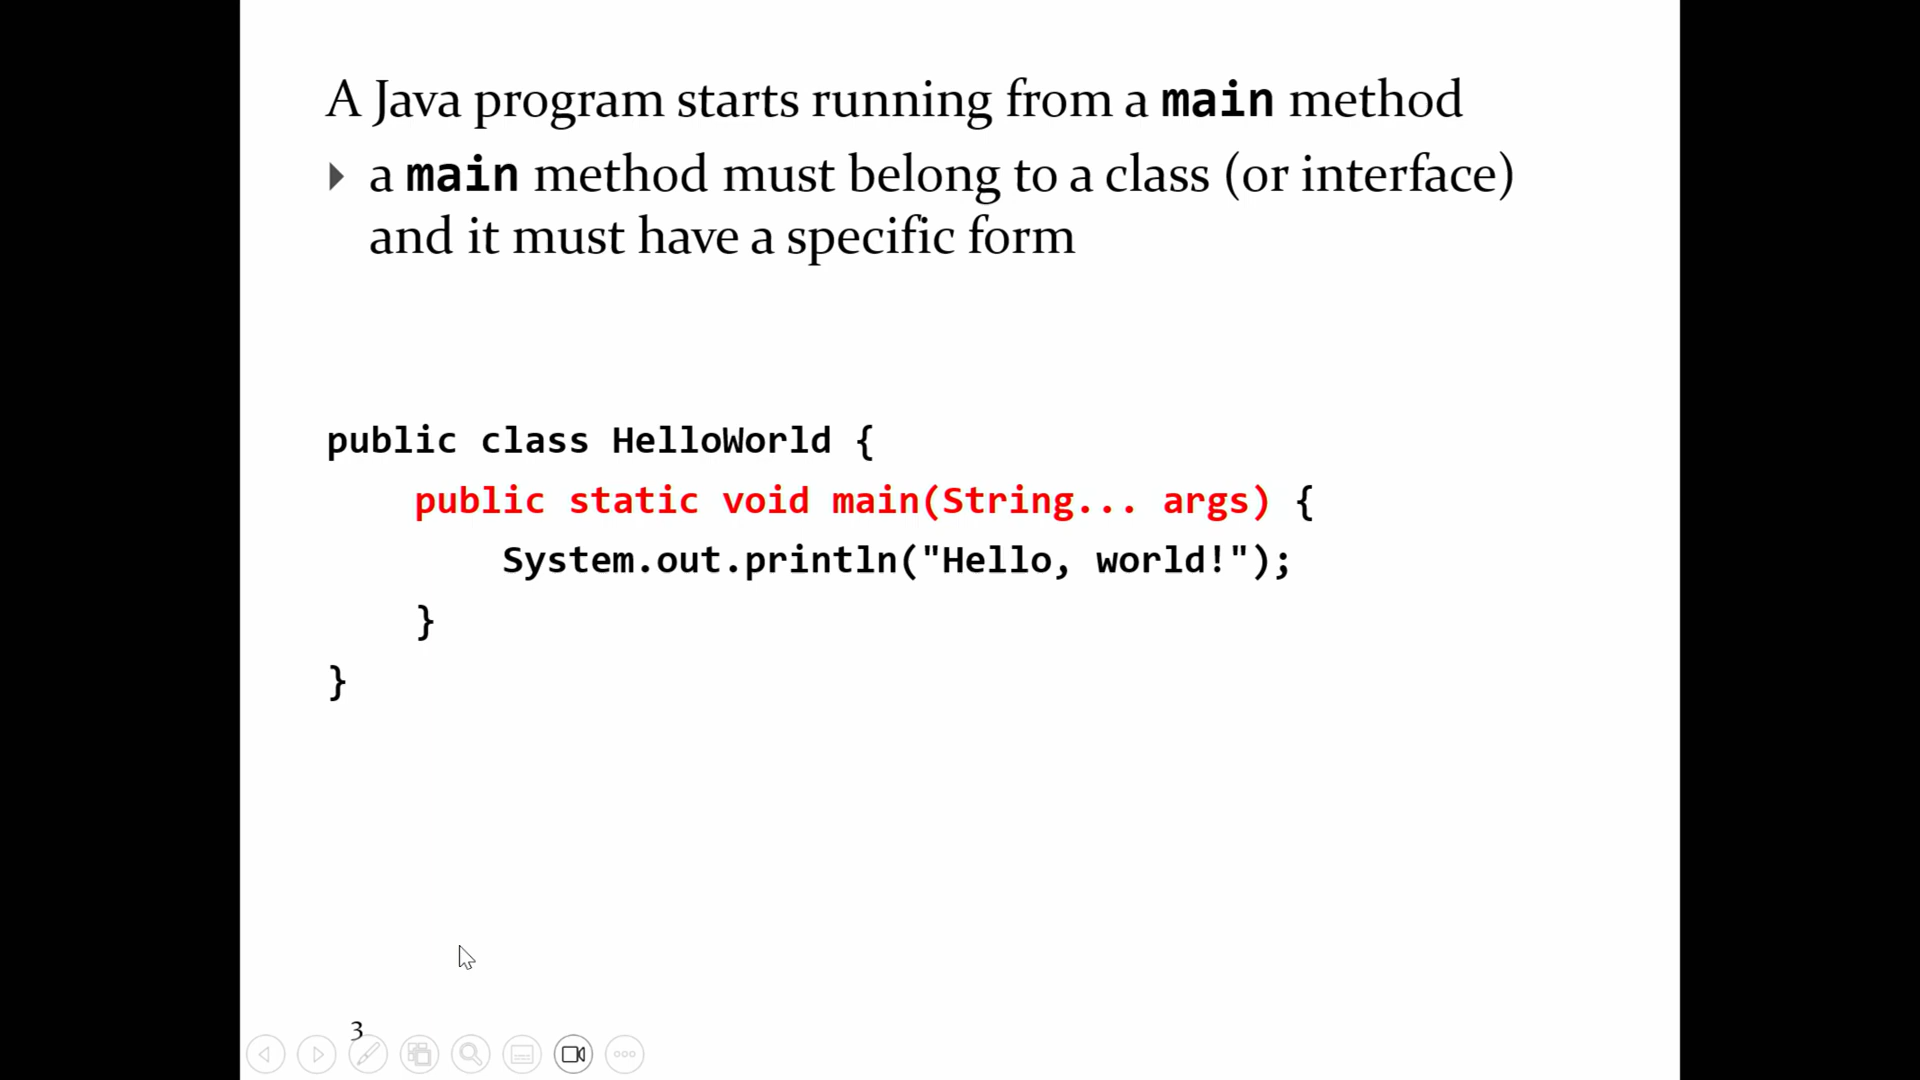 A Java program starts running from a main method
a main method must belong to a class (or interface)
and it must have a specific form
public class HelloWorld {
    public static void main(String... args) {
        System.out.println("Hello, world!");
    }
}
3